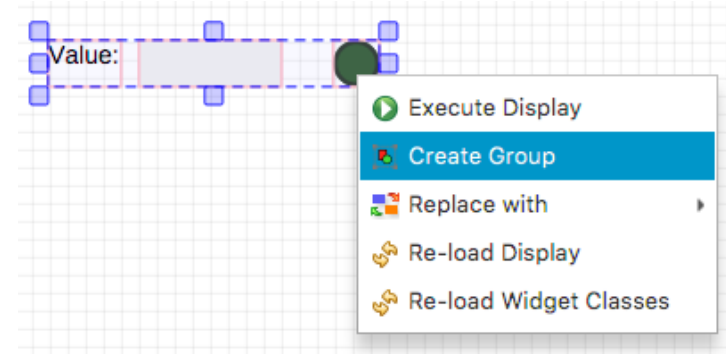 Value:
Execute Display
Create Group
Replace with
Re-load Display
Re-load Widget Classes